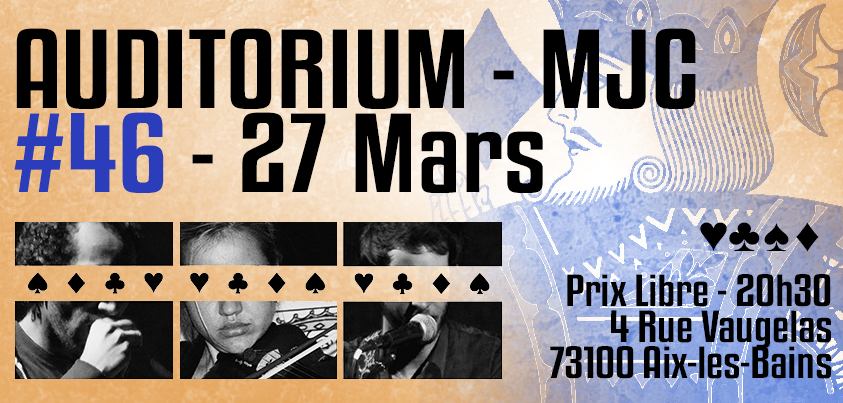 AUDITORIUM - MJC
#46 - 27 Mars
Prix Libre - 20h30
4 Rue Vaugelas
73100 Aix-les-Bains